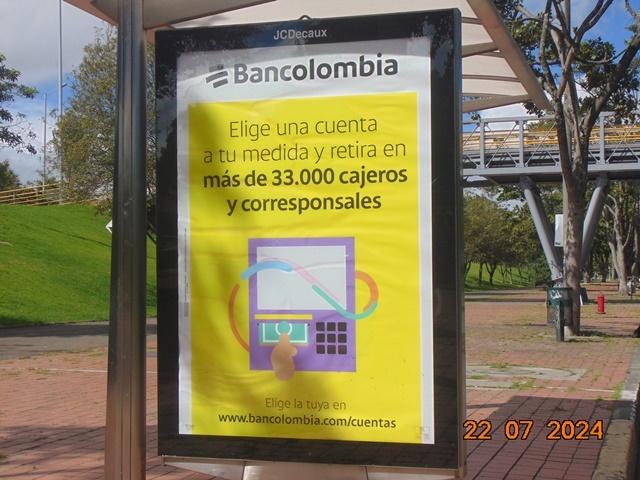 JCDecaux
Bancolombia
Elige una cuenta
a tu medida y retira en
más de 33.000 cajeros
y corresponsales
Elige la tuya en
www.bancolombia.com/cuentas
22 07 2024